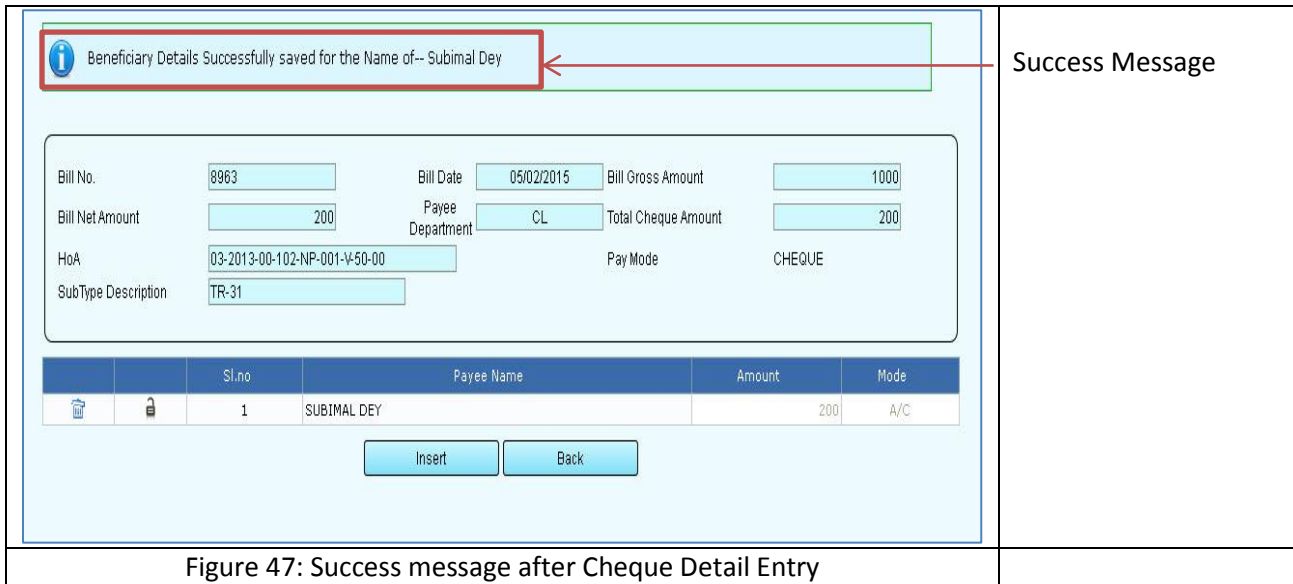 Beneficiary Details Successfully saved for the Name of-- Subimal Dey
Success Message
Bill No. 8963 Bill Date 05/02/2015 Bill Gross Amount 1000
Bill Net Amount 200 Payee Department CL Total Cheque Amount 200
HoA 03-2013-00-102-NP-001-V-50-00 Pay Mode CHEQUE
SubType Description TR-31
Sl.no Payee Name Amount Mode
1 SUBIMAL DEY 200 A/C
Insert Back
Figure 47: Success message after Cheque Detail Entry